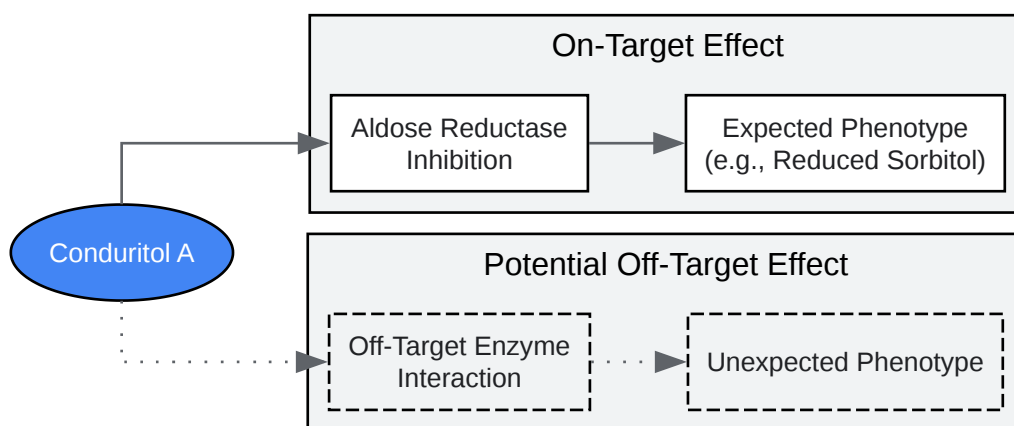 On-Target Effect
Aldose Reductase
Inhibition
Expected Phenotype
(e.g., Reduced Sorbitol)
Conduritol A
Potential Off-Target Effect
Off-Target Enzyme
Interaction
Unexpected Phenotype